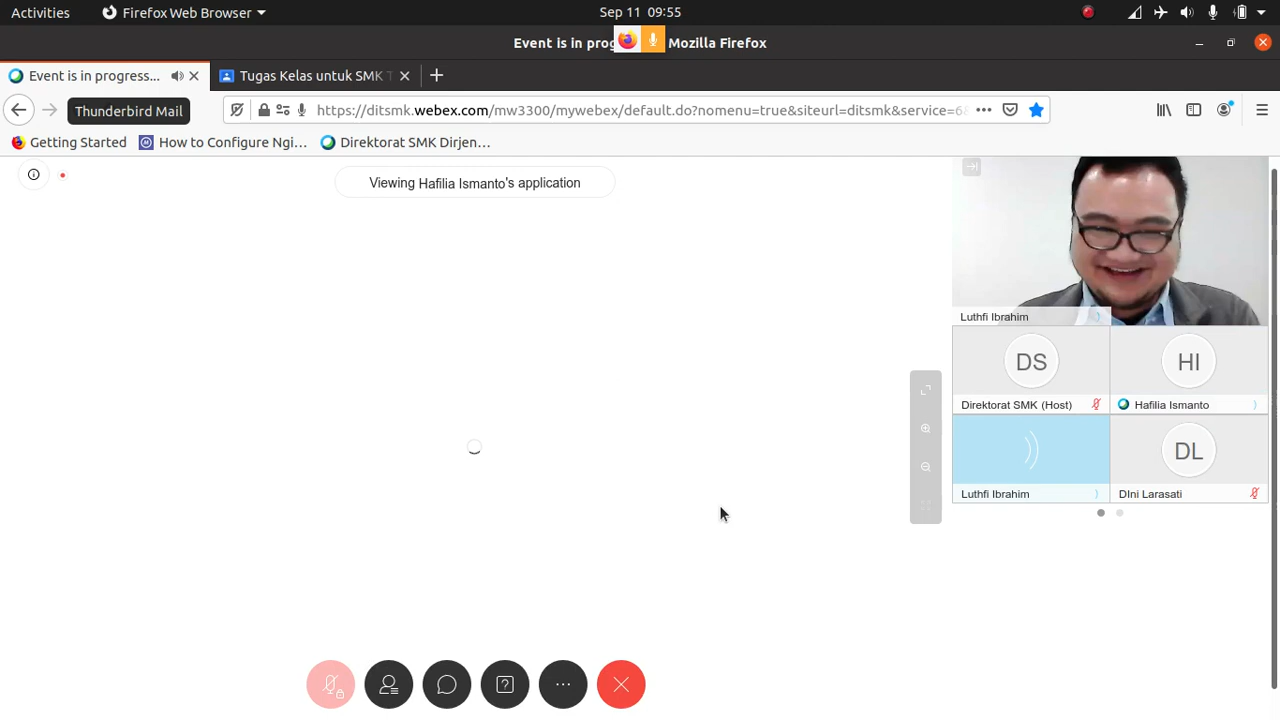 Activities
Firefox Web Browser
Sep 11 09:55
Event is in prog
Mozilla Firefox
Event is in progress...
Tugas Kelas untuk SMK T
Thunderbird Mail
https://ditsmk.webex.com/mw3300/mywebex/default.do?nomenu=true&siteurl=ditsmk&service=6
Getting Started
How to Configure Ngi...
Direktorat SMK Dirjen...
Viewing Hafilia Ismanto's application
Luthfi Ibrahim
DS
HI
Direktorat SMK (Host)
Hafilia Ismanto
DL
Luthfi Ibrahim
DIni Larasati